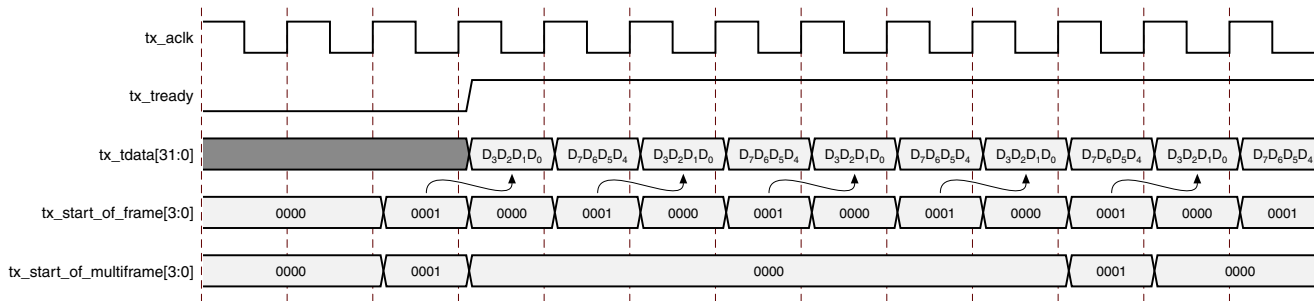 tx_aclk
tx_tready
tx_tdata[31:0] D₃D₂D₁D₀ D₇D₆D₅D₄ D₃D₂D₁D₀ D₇D₆D₅D₄ D₃D₂D₁D₀ D₇D₆D₅D₄ D₃D₂D₁D₀ D₇D₆D₅D₄ D₃D₂D₁D₀ D₇D₆D₅D₄
tx_start_of_frame[3:0] 0000 0001 0000 0001 0000 0001 0000 0001 0000 0001 0000 0001
tx_start_of_multiframe[3:0] 0000 0001 0000 0001 0000